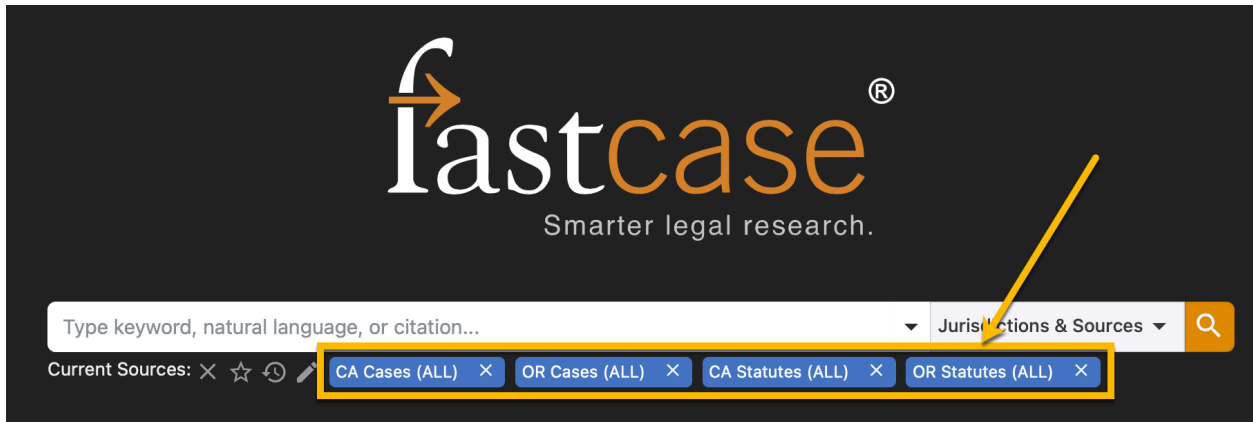 fastcase®
Smarter legal research.
Type keyword, natural language, or citation... Jurisdictions & Sources
Current Sources: CA Cases (ALL) OR Cases (ALL) CA Statutes (ALL) OR Statutes (ALL)